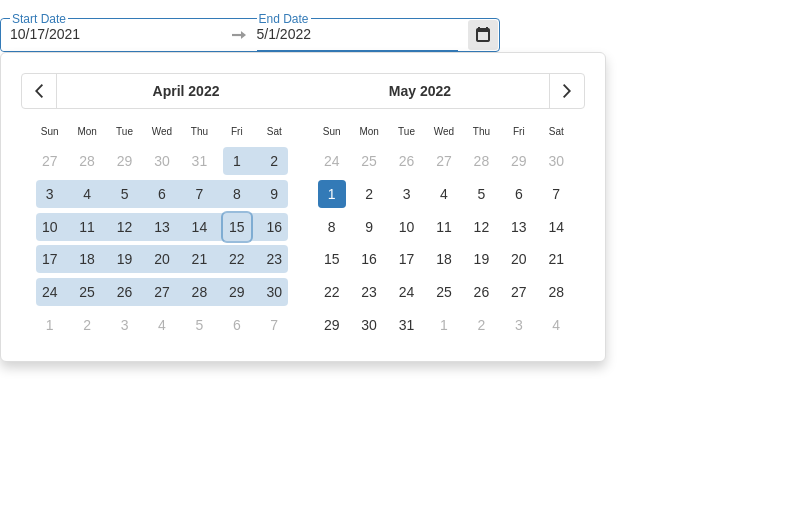 Start Date End Date
10/17/2021 5/1/2022
April 2022 May 2022
Sun Mon Tue Wed Thu Fri Sat
27 28 29 30 31 1 2
3 4 5 6 7 8 9
10 11 12 13 14 15 16
17 18 19 20 21 22 23
24 25 26 27 28 29 30
1 2 3 4 5 6 7
Sun Mon Tue Wed Thu Fri Sat
24 25 26 27 28 29 30
1 2 3 4 5 6 7
8 9 10 11 12 13 14
15 16 17 18 19 20 21
22 23 24 25 26 27 28
29 30 31 1 2 3 4